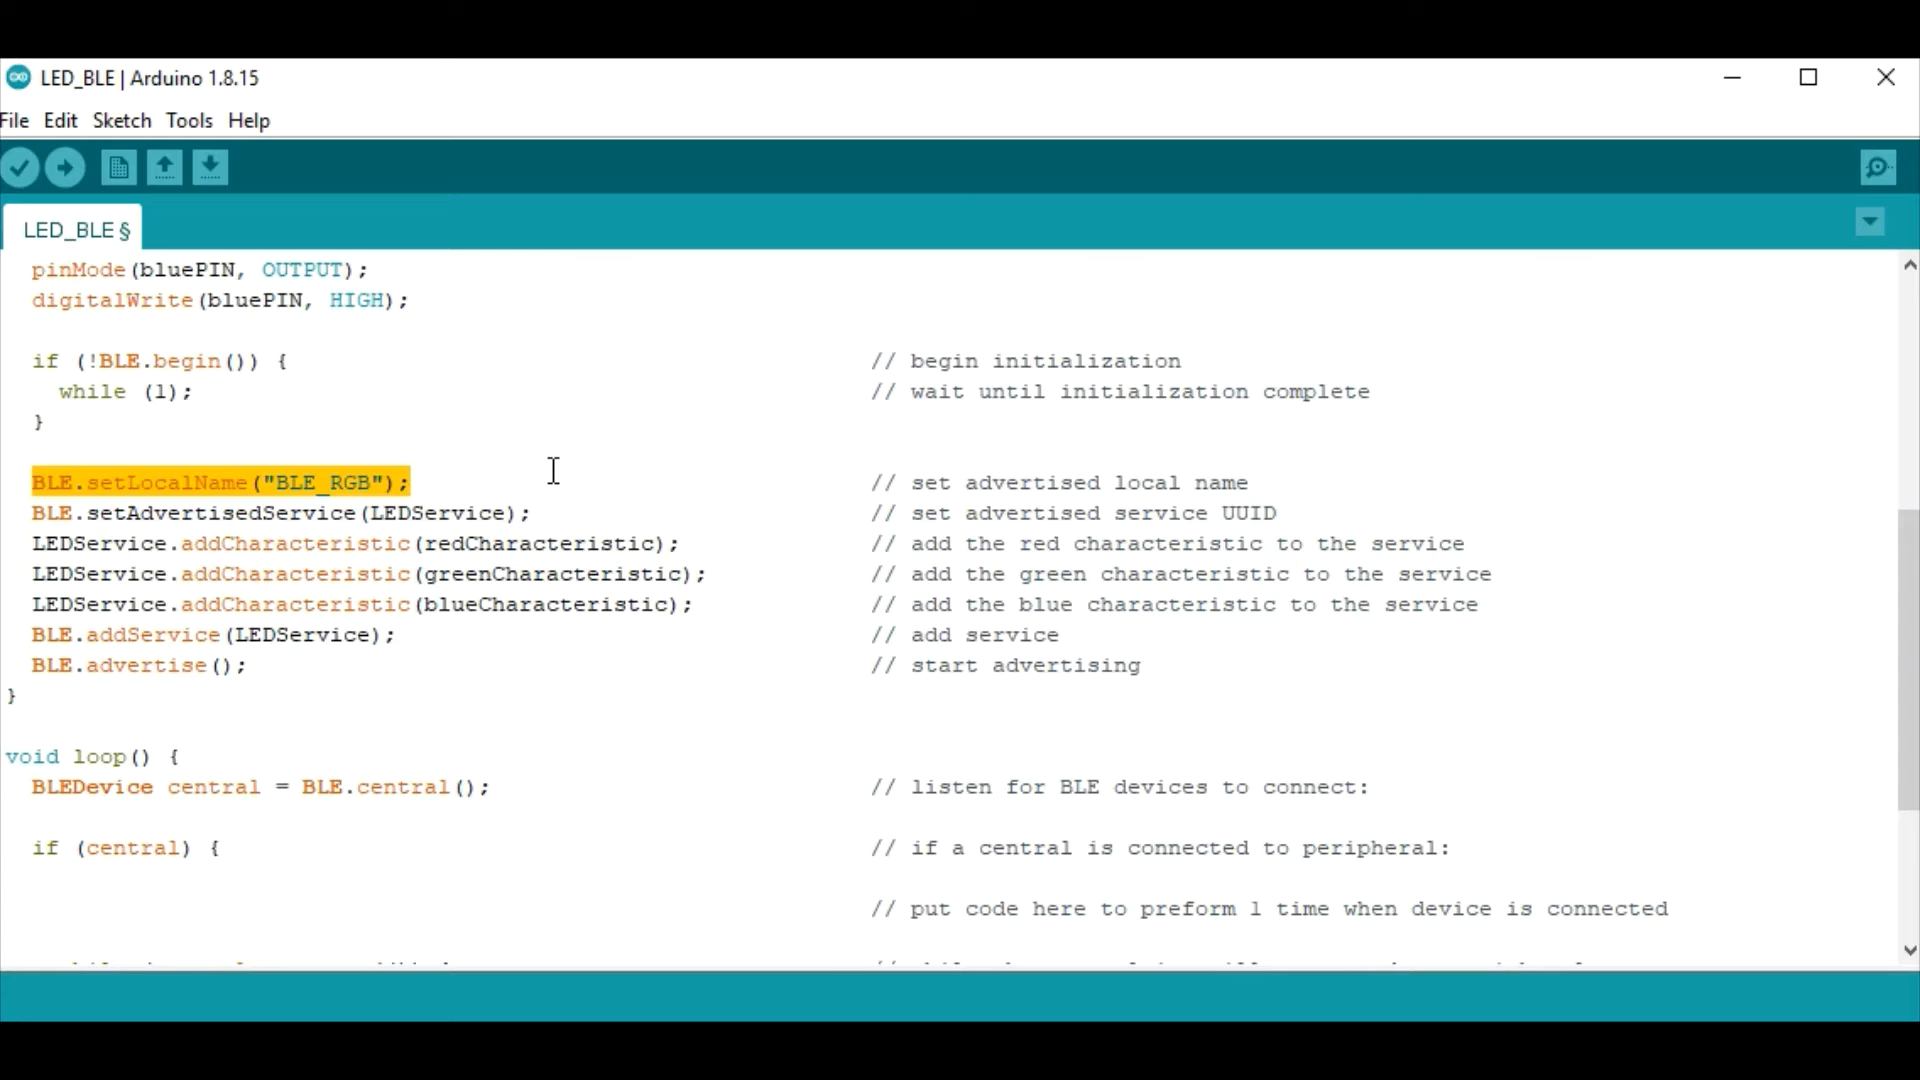 LED_BLE | Arduino 1.8.15
File Edit Sketch Tools Help
LED_BLE §
pinMode(bluePIN, OUTPUT);
digitalWrite(bluePIN, HIGH);
if (!BLE.begin()) { // begin initialization
while (1); // wait until initialization complete
}
BLE.setLocalName("BLE_RGB"); // set advertised local name
BLE.setAdvertisedService(LEDService); // set advertised service UUID
LEDService.addCharacteristic(redCharacteristic); // add the red characteristic to the service
LEDService.addCharacteristic(greenCharacteristic); // add the green characteristic to the service
LEDService.addCharacteristic(blueCharacteristic); // add the blue characteristic to the service
BLE.addService(LEDService); // add service
BLE.advertise(); // start advertising
}
void loop() {
BLEDevice central = BLE.central(); // listen for BLE devices to connect:
if (central) { // if a central is connected to peripheral:
// put code here to preform 1 time when device is connected